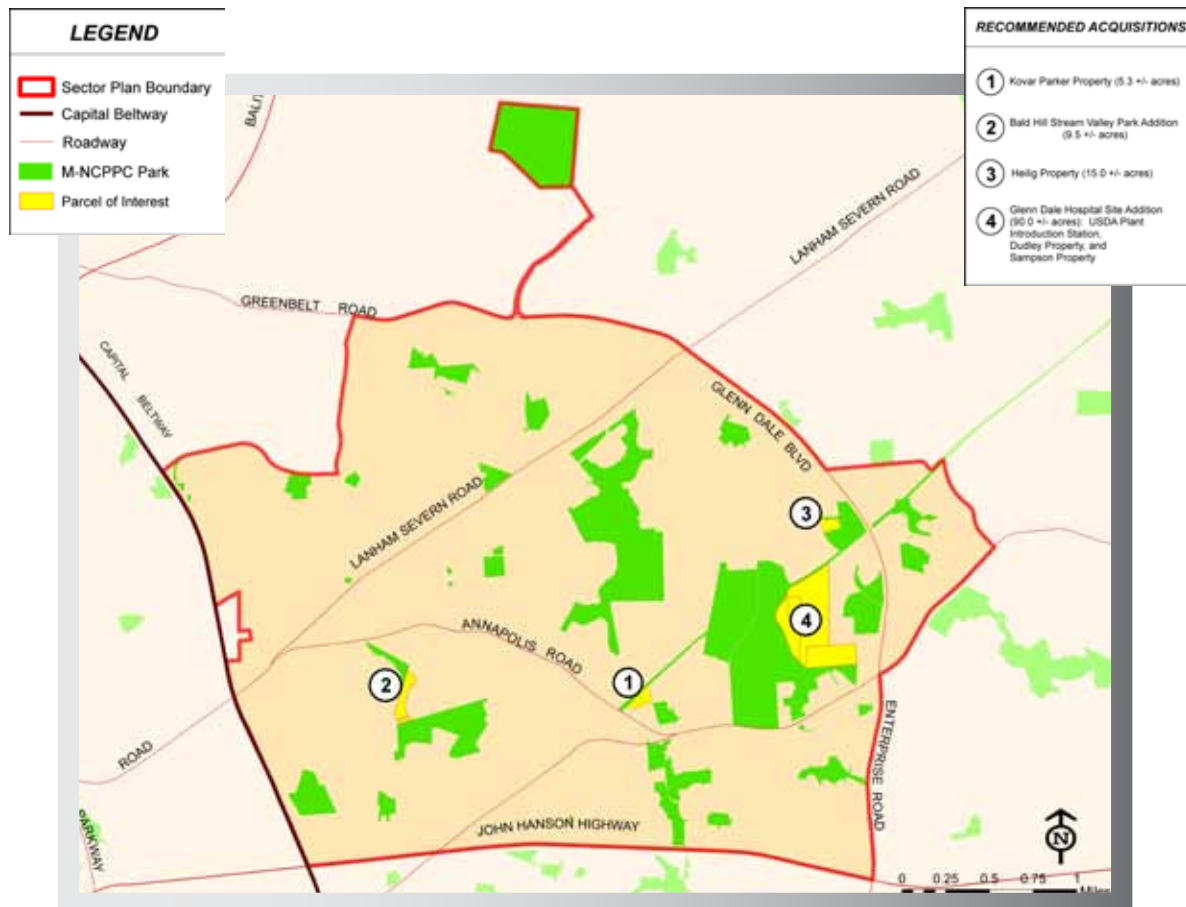 LEGEND
Sector Plan Boundary
Capital Beltway
Roadway
M-NCPPC Park
Parcel of Interest
RECOMMENDED ACQUISITIONS
1 Kovar Parker Property (5.3 +/- acres)
2 Bald Hill Stream Valley Park Addition
(9.5 +/- acres)
3 Heilig Property (15.0 +/- acres)
4 Glenn Dale Hospital Site Addition
(90.0 +/- acres): USDA Plant
Introduction Station,
Dudley Property, and
Sampson Property
LANHAM SEVERN ROAD
GREENBELT ROAD
CAPITAL BELTWAY
GLENN DALE BLVD
LANHAM SEVERN ROAD
3
4
ANNAPOLIS ROAD
2
1
ROAD
ENTERPRISE ROAD
PARKWAY
JOHN HANSON HIGHWAY
N
0 0.25 0.5 0.75 1
Miles